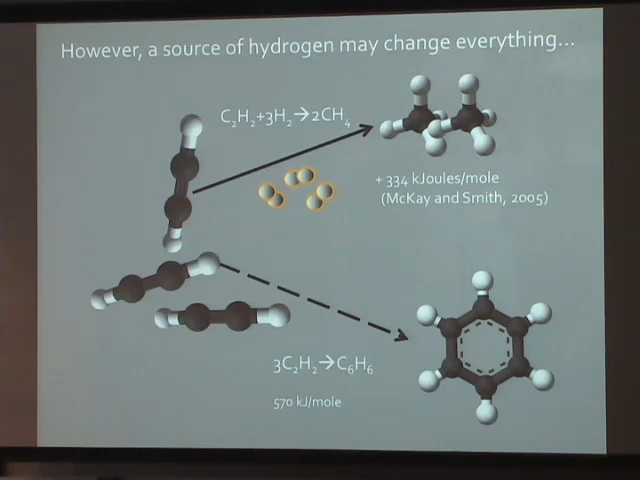 However, a source of hydrogen may change everything...
C₂H₂+3H₂→2CH₄
+ 334 kJoules/mole
(McKay and Smith, 2005)
3C₂H₂→C₆H₆
570 kJ/mole